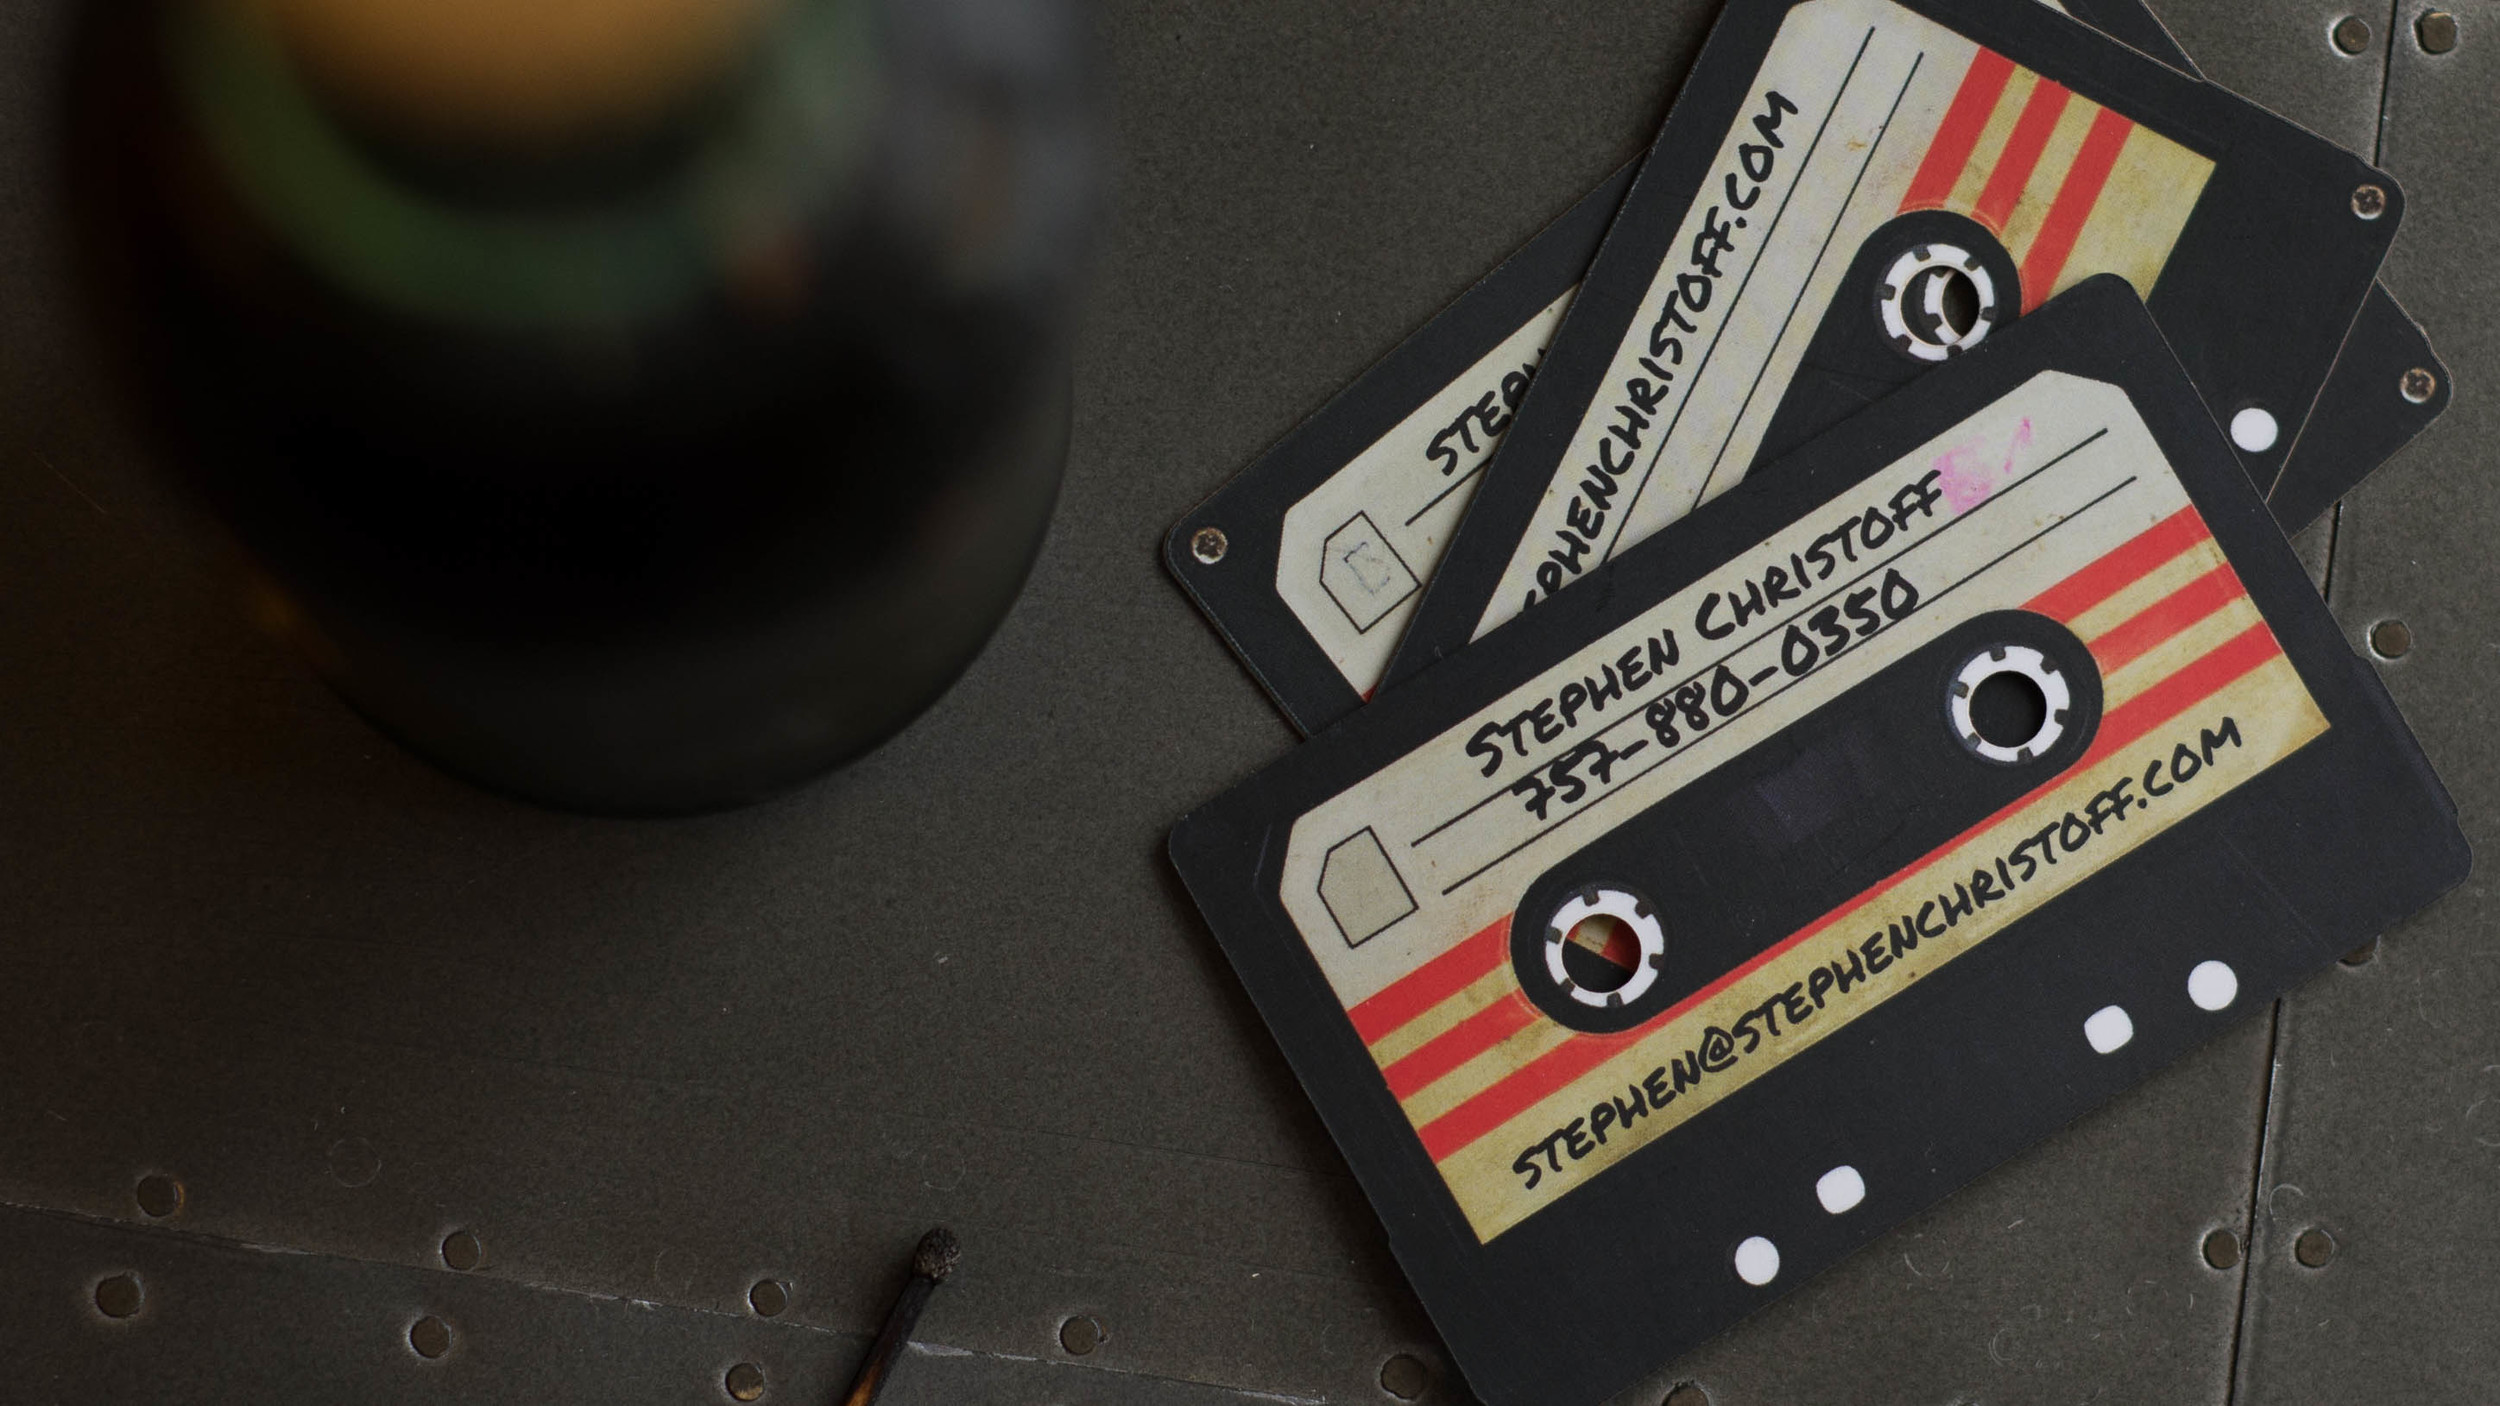 STEPHENCHRISTOFF.COM
STEPHEN CHRISTOFF
757-880-0350
STEPHEN@STEPHENCHRISTOFF.COM